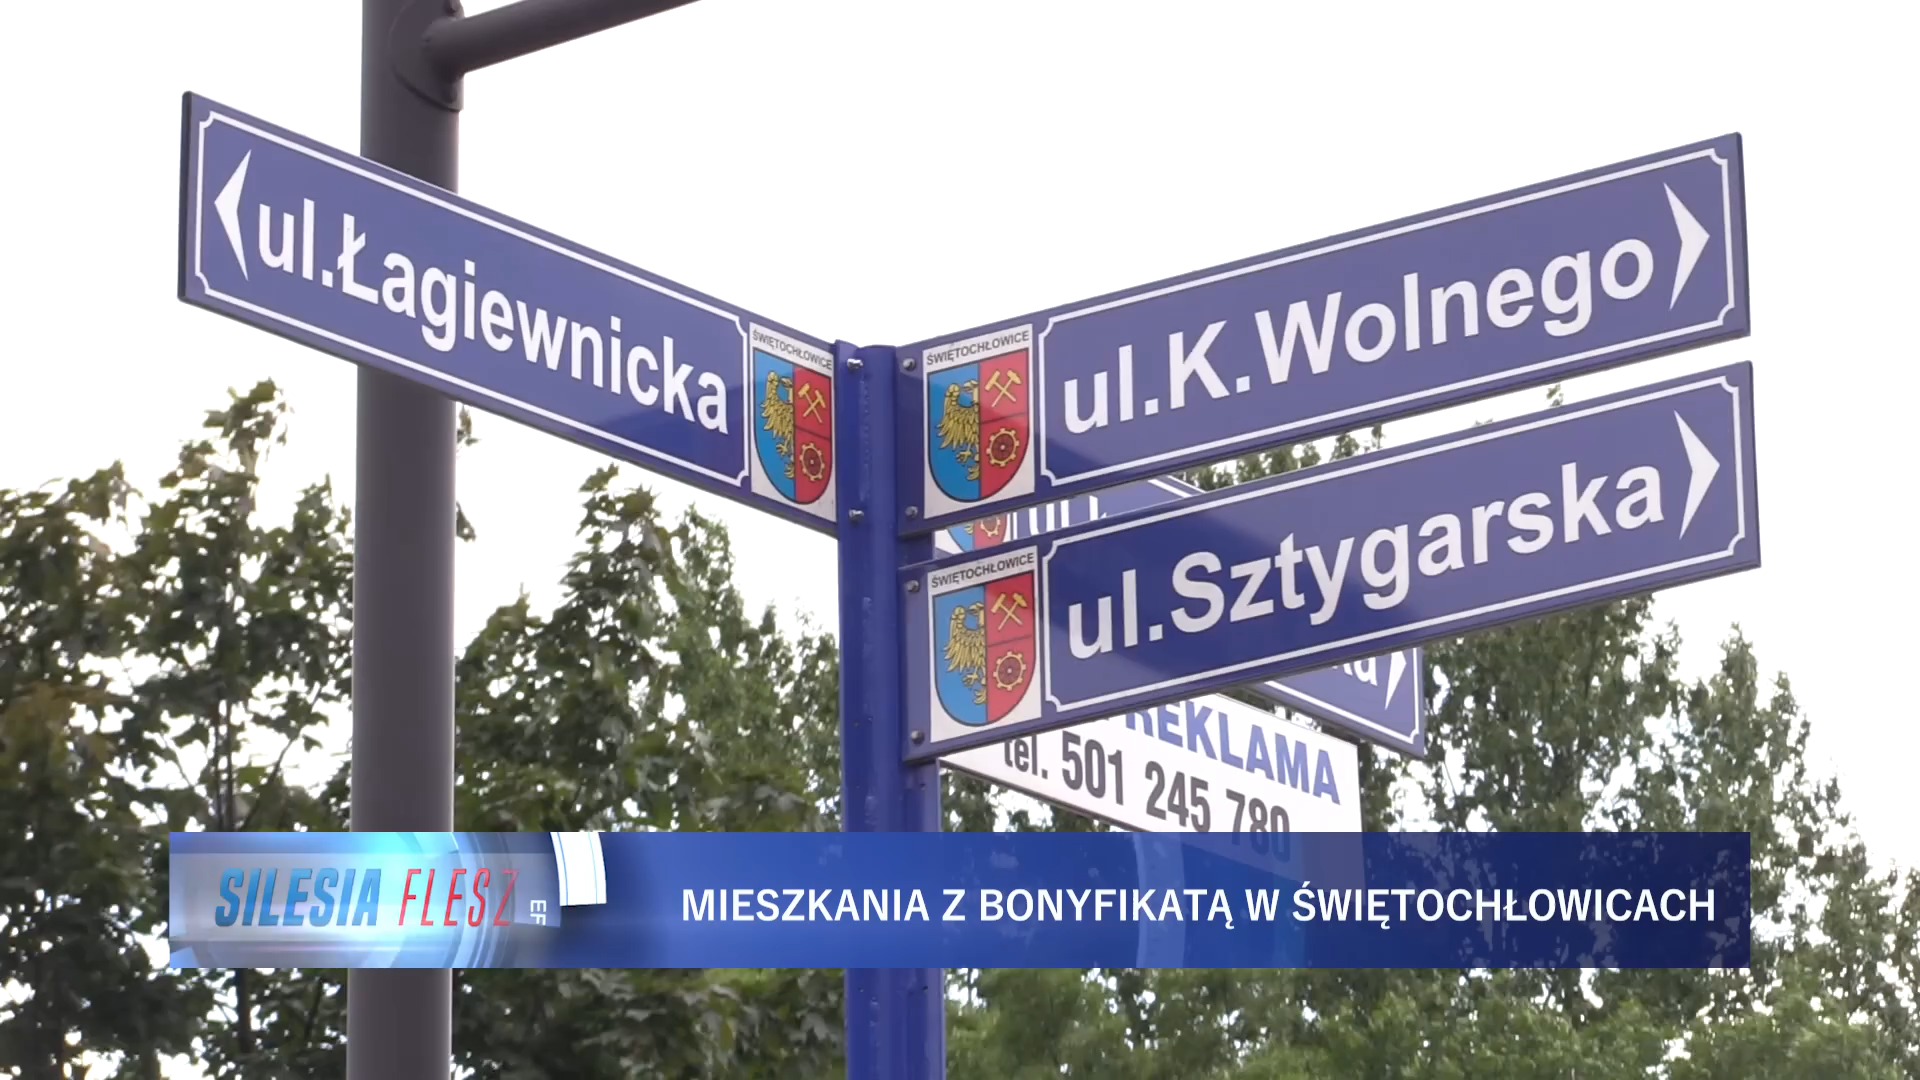 ul.Łagiewnicka
ŚWIĘTOCHŁOWICE
ŚWIĘTOCHŁOWICE
ul.K.Wolnego
ŚWIĘTOCHŁOWICE
ul.Sztygarska
REKLAMA
tel. 501 245 780
SILESIA FLESZ
MIESZKANIA Z BONYFIKATĄ W ŚWIĘTOCHŁOWICACH